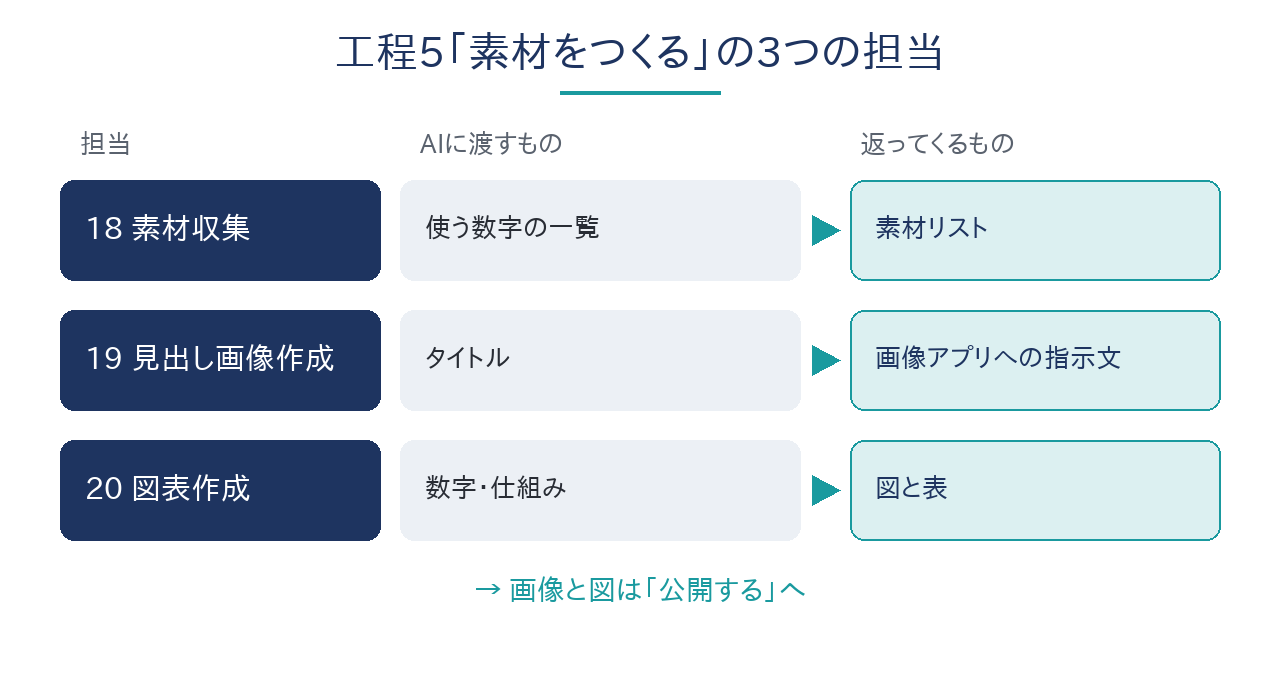 工程5「素材をつくる」の3つの担当
担当 AIに渡すもの 返ってくるもの
18 素材収集 使う数字の一覧 素材リスト
19 見出し画像作成 タイトル 画像アプリへの指示文
20 図表作成 数字・仕組み 図と表
→ 画像と図は「公開する」へ